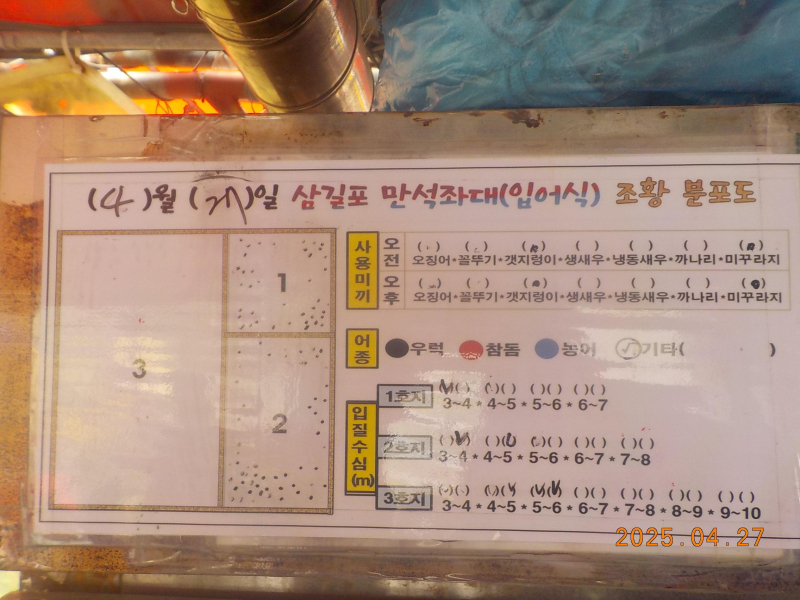 (4)월 (27)일 삼길포 만석좌대(입어식) 조황 분포도
1
2
3
사용미끼
오전 ( ) ( ) ( ) ( ) ( ) ( ) ( )
오징어*꼴뚜기*갯지렁이*생새우*냉동새우*까나리*미꾸라지
오후 ( ) ( ) ( ) ( ) ( ) ( ) ( )
오징어*꼴뚜기*갯지렁이*생새우*냉동새우*까나리*미꾸라지
어종 우럭 참돔 농어 기타( )
입질수심(m)
1호지 ( )( ) ( )( ) ( )( ) ( )( )
3~4 * 4~5 * 5~6 * 6~7
2호지 ( )( ) ( )( ) ( )( ) ( )( ) ( )( )
3~4 * 4~5 * 5~6 * 6~7 * 7~8
3호지 ( )( ) ( )( ) ( )( ) ( )( ) ( )( ) ( )( ) ( )( )
3~4 * 4~5 * 5~6 * 6~7 * 7~8 * 8~9 * 9~10
2025.04.27